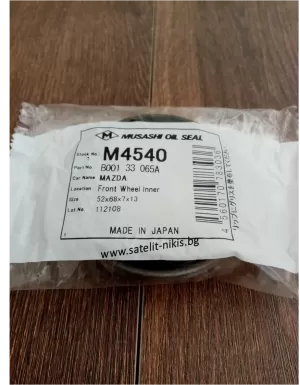 M MUSASHI OIL SEAL
Stock No. M4540
Part No. B001 33 065A
Car Name MAZDA
Location Front Wheel Inner
Size 52x68x7x13
Lot No. 112108
MADE IN JAPAN
www.satelit-nikis.bg